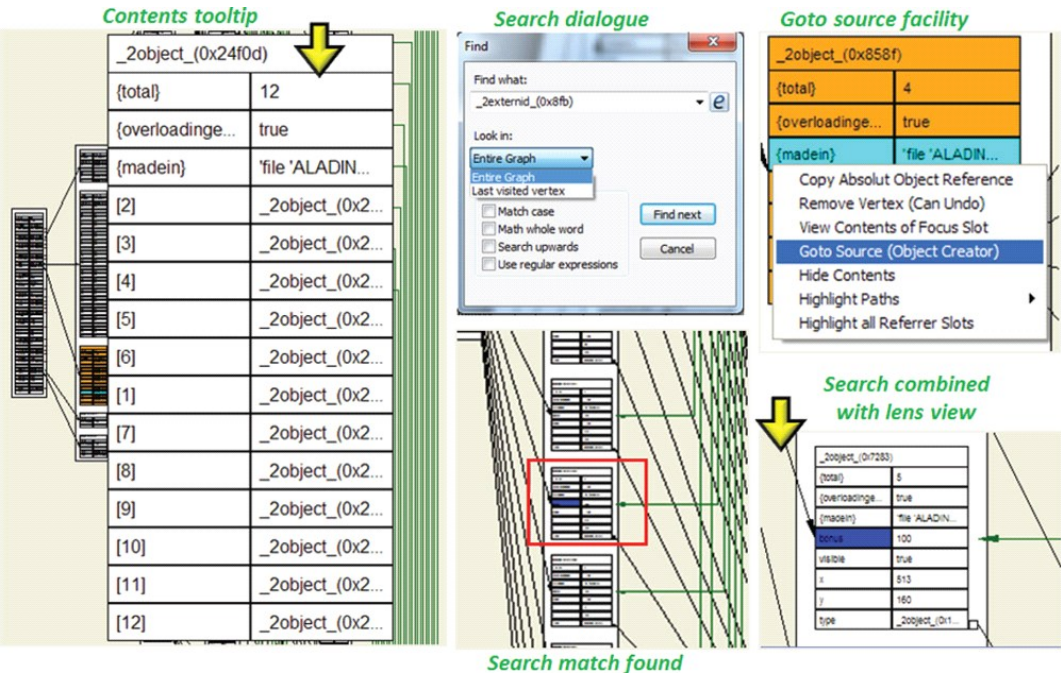 Contents tooltip
_2object_(0x24f0d)
{total} 12
{overloadinge... true
{madein} 'file 'ALADIN...
[2] _2object_(0x2...
[3] _2object_(0x2...
[4] _2object_(0x2...
[5] _2object_(0x2...
[6] _2object_(0x2...
[1] _2object_(0x2...
[7] _2object_(0x2...
[8] _2object_(0x2...
[9] _2object_(0x2...
[10] _2object_(0x2...
[11] _2object_(0x2...
[12] _2object_(0x2...
Search dialogue
Find
Find what:
_2externid_(0x8fb)
e
Look in:
Entire Graph
Entire Graph
Last visited vertex
Match case
Math whole word
Search upwards
Use regular expressions
Find next
Cancel
Search match found
Goto source facility
_2object_(0x858f)
{total} 4
{overloadinge... true
{madein} 'file 'ALADIN...
Copy Absolut Object Reference
Remove Vertex (Can Undo)
View Contents of Focus Slot
Goto Source (Object Creator)
Hide Contents
Highlight Paths
Highlight all Referrer Slots
Search combined
with lens view
_2object_(0x7283)
{total} 5
{overloadinge... true
{madein} 'file 'ALADIN...
bonus 100
visible true
x 513
y 160
type _2object_(0x1...